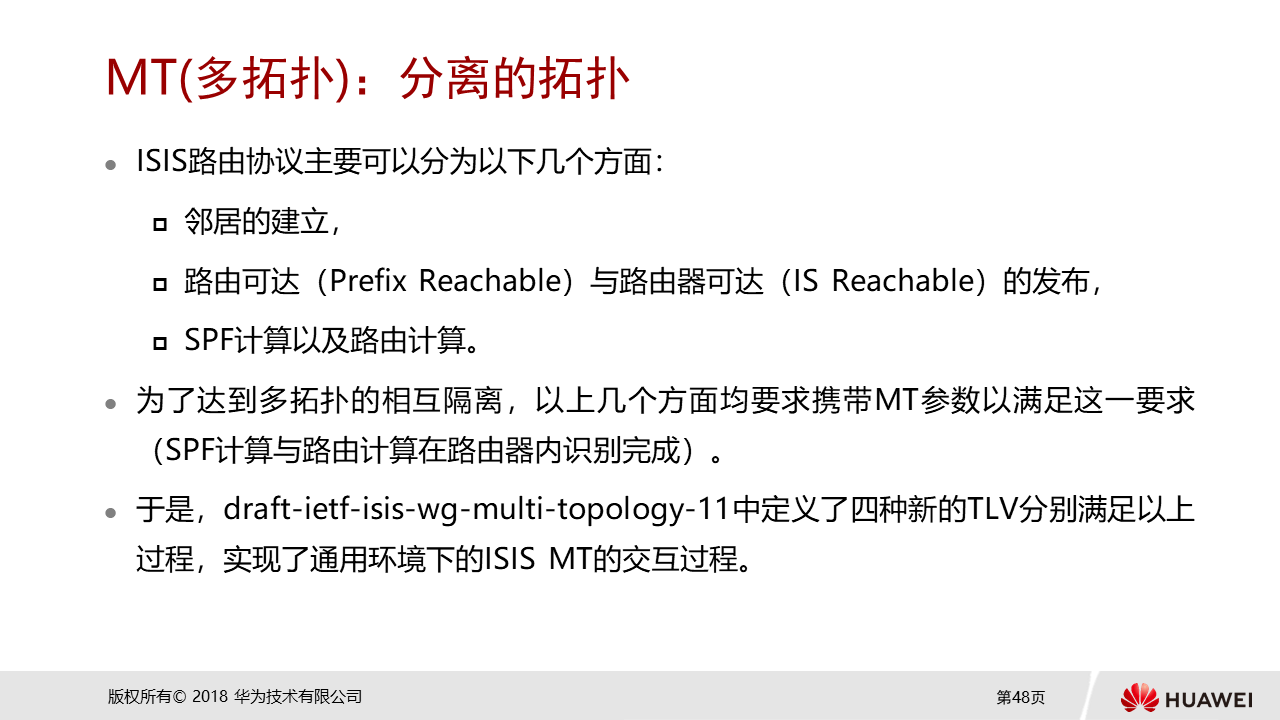 MT(多拓扑)：分离的拓扑
ISIS路由协议主要可以分为以下几个方面：
邻居的建立，
路由可达（Prefix Reachable）与路由器可达（IS Reachable）的发布，
SPF计算以及路由计算。
为了达到多拓扑的相互隔离，以上几个方面均要求携带MT参数以满足这一要求
（SPF计算与路由计算在路由器内识别完成）。
于是，draft-ietf-isis-wg-multi-topology-11中定义了四种新的TLV分别满足以上
过程，实现了通用环境下的ISIS MT的交互过程。
版权所有© 2018 华为技术有限公司
第48页
HUAWEI